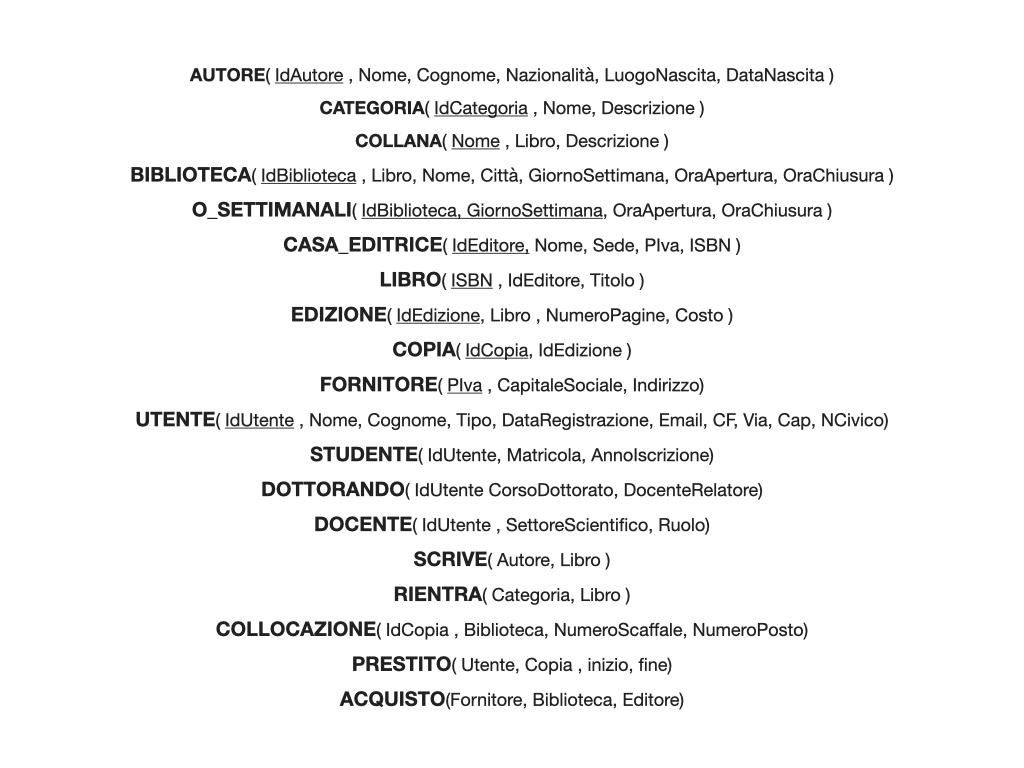 AUTORE( IdAutore , Nome, Cognome, Nazionalità, LuogoNascita, DataNascita )
CATEGORIA( IdCategoria , Nome, Descrizione )
COLLANA( Nome , Libro, Descrizione )
BIBLIOTECA( IdBiblioteca , Libro, Nome, Città, GiornoSettimana, OraApertura, OraChiusura )
O_SETTIMANALI( IdBiblioteca, GiornoSettimana, OraApertura, OraChiusura )
CASA_EDITRICE( IdEditore, Nome, Sede, PIva, ISBN )
LIBRO( ISBN , IdEditore, Titolo )
EDIZIONE( IdEdizione, Libro , NumeroPagine, Costo )
COPIA( IdCopia, IdEdizione )
FORNITORE( PIva , CapitaleSociale, Indirizzo)
UTENTE( IdUtente , Nome, Cognome, Tipo, DataRegistrazione, Email, CF, Via, Cap, NCivico)
STUDENTE( IdUtente, Matricola, AnnoIscrizione)
DOTTORANDO( IdUtente CorsoDottorato, DocenteRelatore)
DOCENTE( IdUtente , SettoreScientifico, Ruolo)
SCRIVE( Autore, Libro )
RIENTRA( Categoria, Libro )
COLLOCAZIONE( IdCopia , Biblioteca, NumeroScaffale, NumeroPosto)
PRESTITO( Utente, Copia , inizio, fine)
ACQUISTO(Fornitore, Biblioteca, Editore)